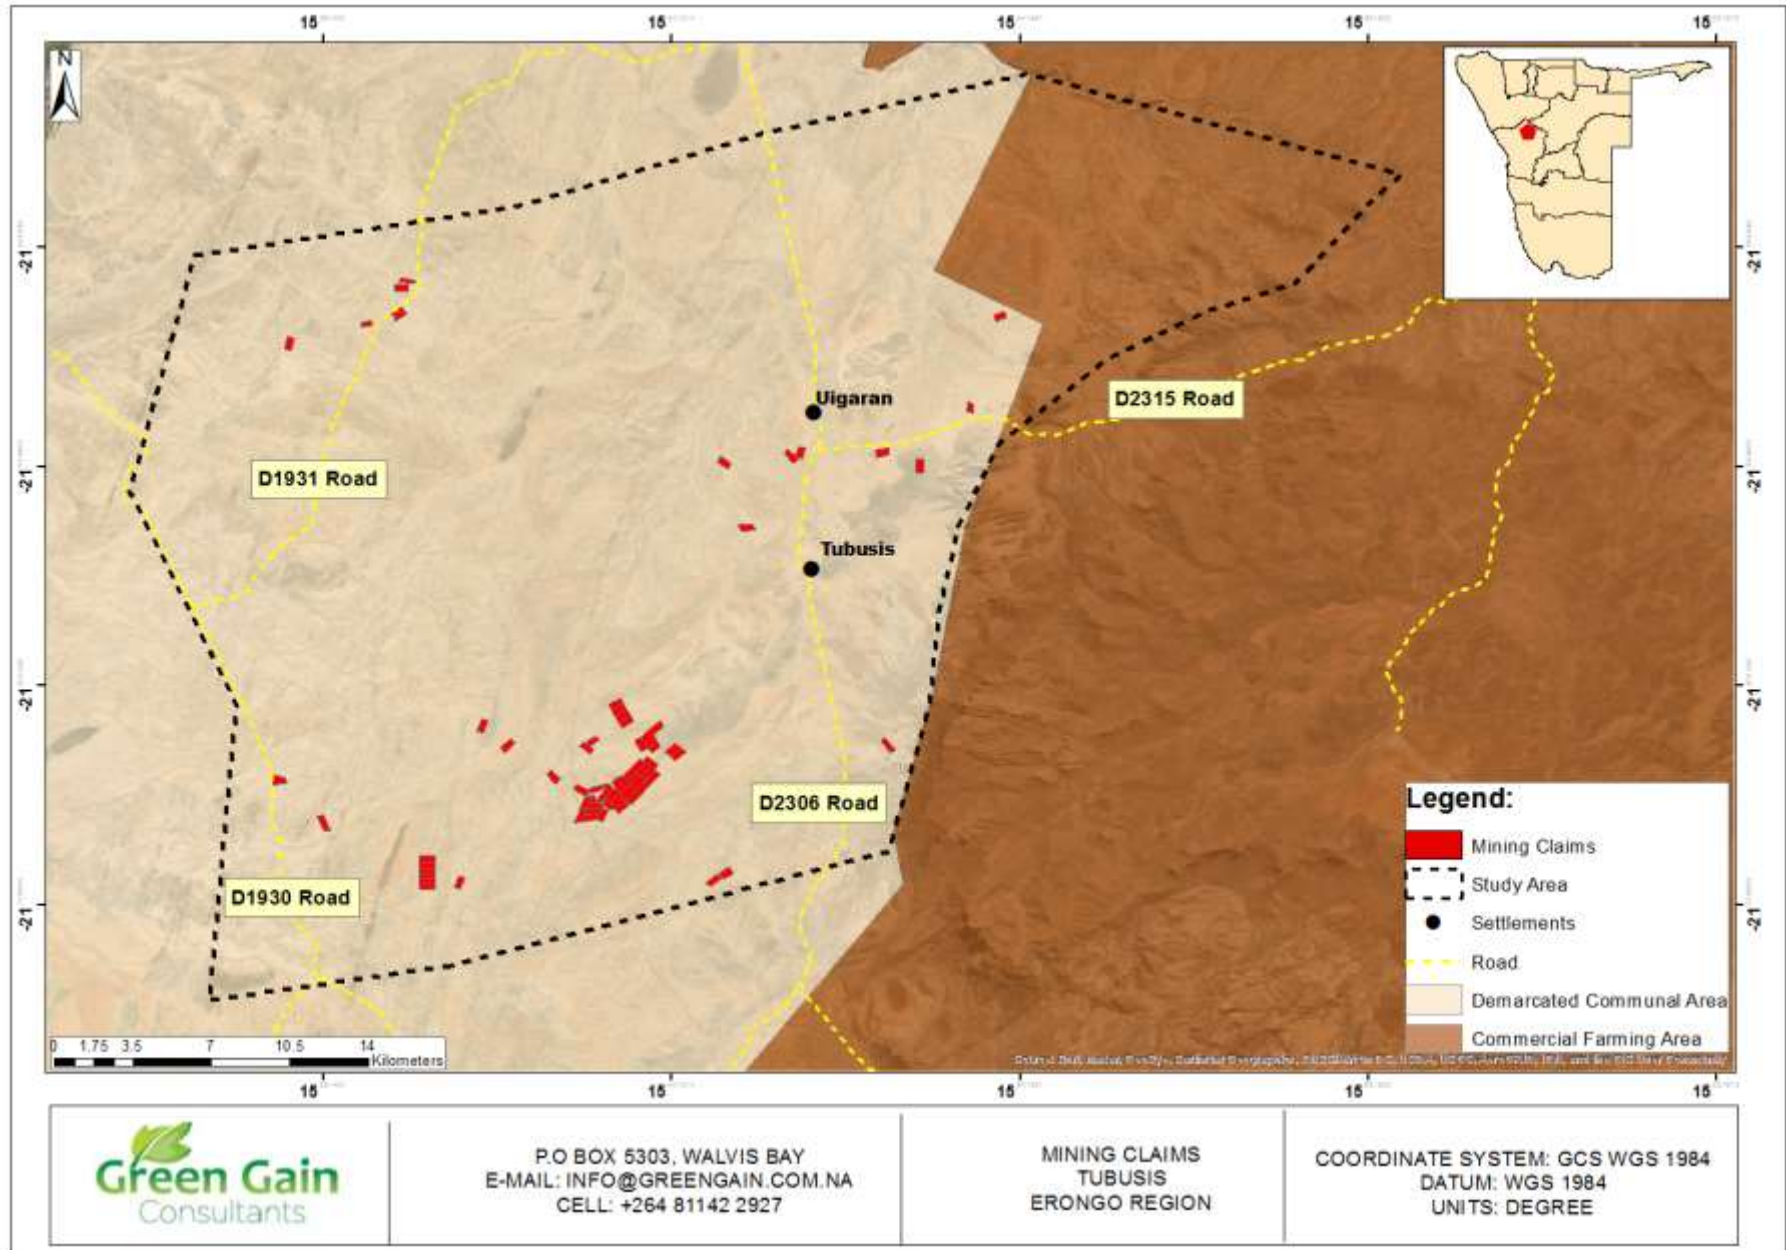 15 15 15 15 15
N
-21 -21
Uigaran
D2315 Road
D1931 Road
-21 -21
Tubusis
-21 -21
D2306 Road
Legend:
Mining Claims
Study Area
D1930 Road
-21 -21
Settlements
Road
Demarcated Communal Area
Commercial Farming Area
0 1.75 3.5 7 10.5 14
Kilometers
15 15 15 15 15
Green Gain
Consultants
P.O BOX 5303, WALVIS BAY
E-MAIL: INFO@GREENGAIN.COM.NA
CELL: +264 81142 2927
MINING CLAIMS
TUBUSIS
ERONGO REGION
COORDINATE SYSTEM: GCS WGS 1984
DATUM: WGS 1984
UNITS: DEGREE